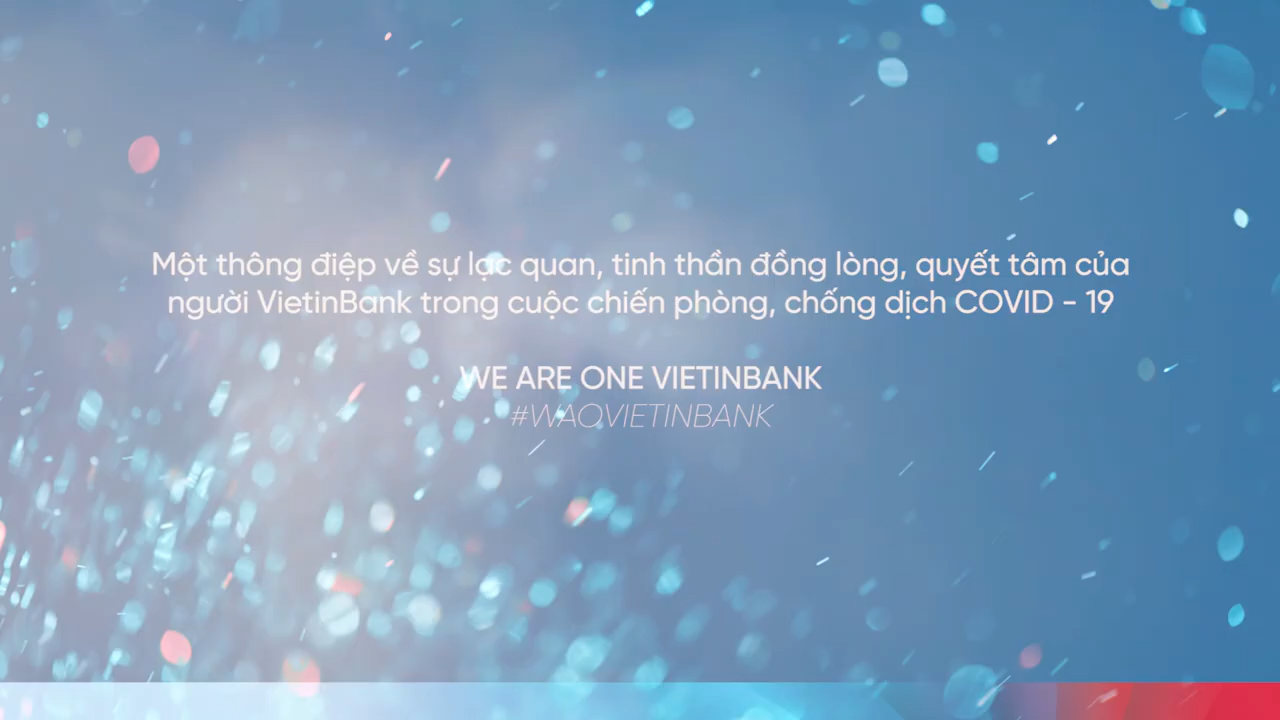 Một thông điệp về sự lạc quan, tinh thần đồng lòng, quyết tâm của
người VietinBank trong cuộc chiến phòng, chống dịch COVID - 19
WE ARE ONE VIETINBANK
#WAOVIETINBANK